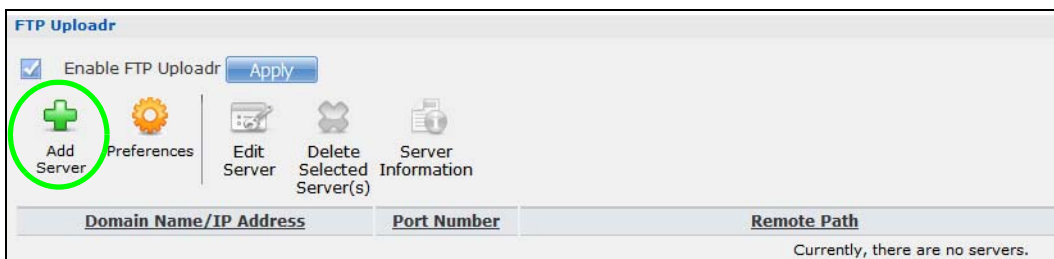 FTP Uploadr
Enable FTP Uploadr Apply
Add Server
Preferences
Edit Server
Delete Selected Server(s)
Server Information
Domain Name/IP Address Port Number Remote Path
Currently, there are no servers.